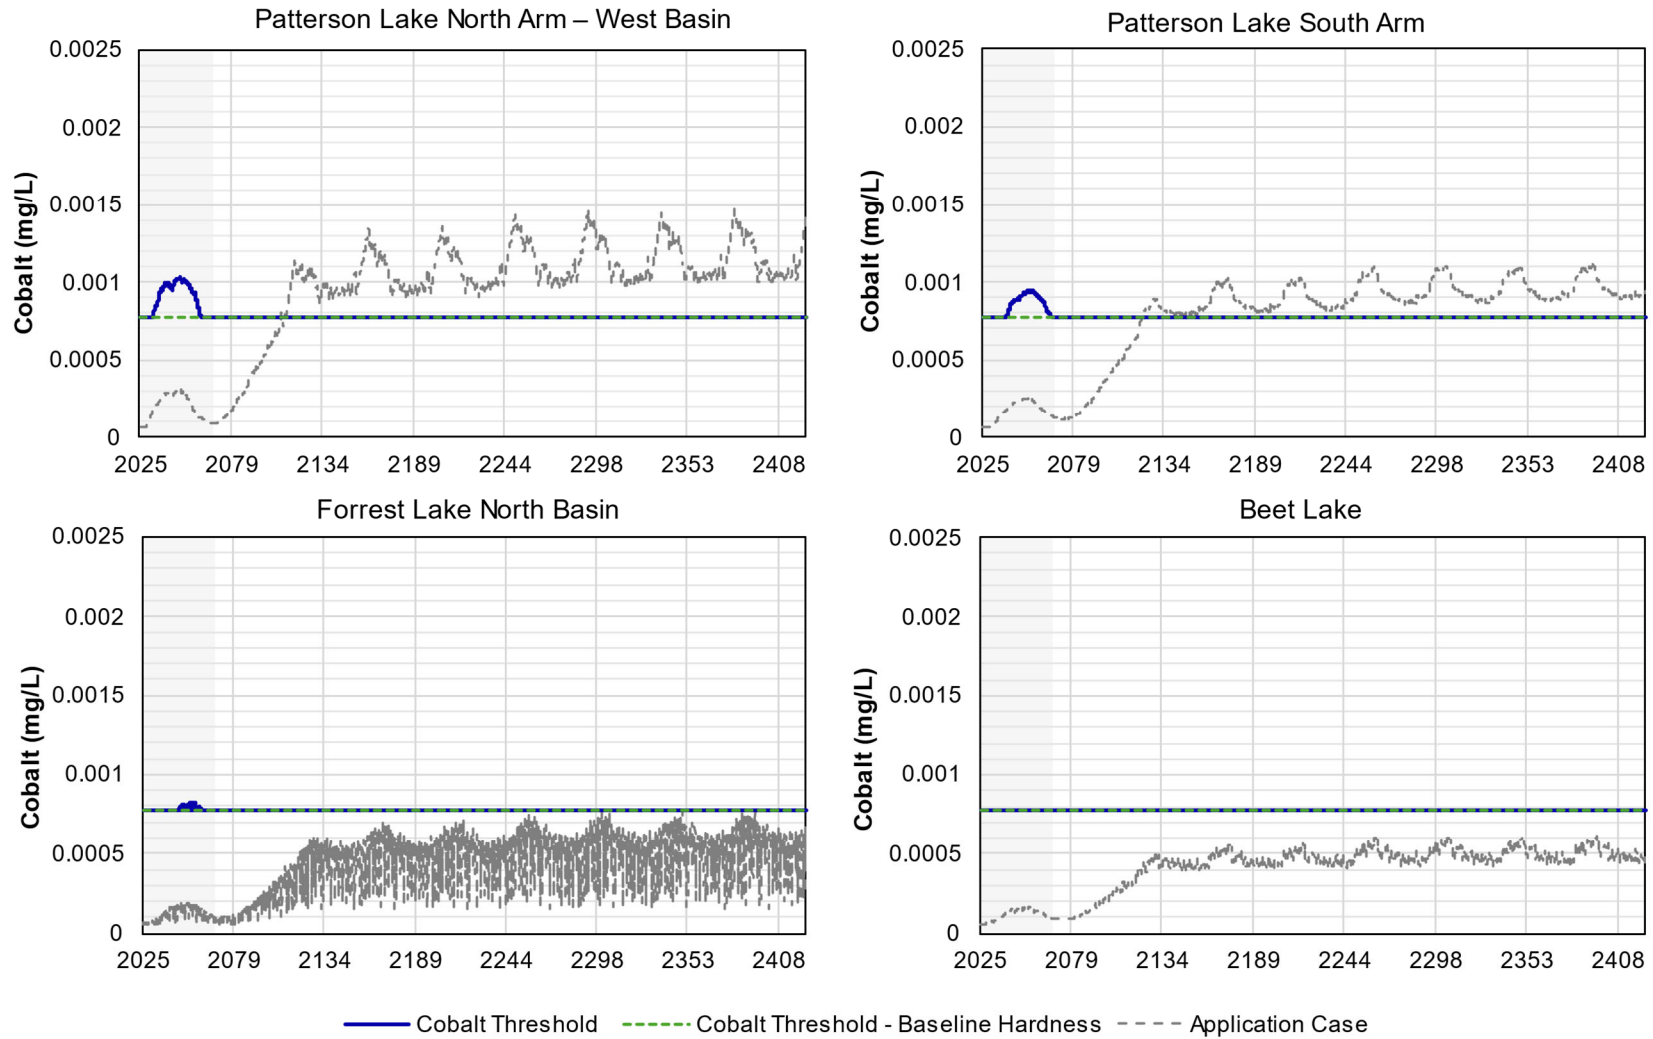 Patterson Lake North Arm – West Basin
Cobalt (mg/L)
0.0025
0.002
0.0015
0.001
0.0005
0
2025 2079 2134 2189 2244 2298 2353 2408
Patterson Lake South Arm
Cobalt (mg/L)
0.0025
0.002
0.0015
0.001
0.0005
0
2025 2079 2134 2189 2244 2298 2353 2408
Forrest Lake North Basin
Cobalt (mg/L)
0.0025
0.002
0.0015
0.001
0.0005
0
2025 2079 2134 2189 2244 2298 2353 2408
Beet Lake
Cobalt (mg/L)
0.0025
0.002
0.0015
0.001
0.0005
0
2025 2079 2134 2189 2244 2298 2353 2408
Cobalt Threshold Cobalt Threshold - Baseline Hardness Application Case